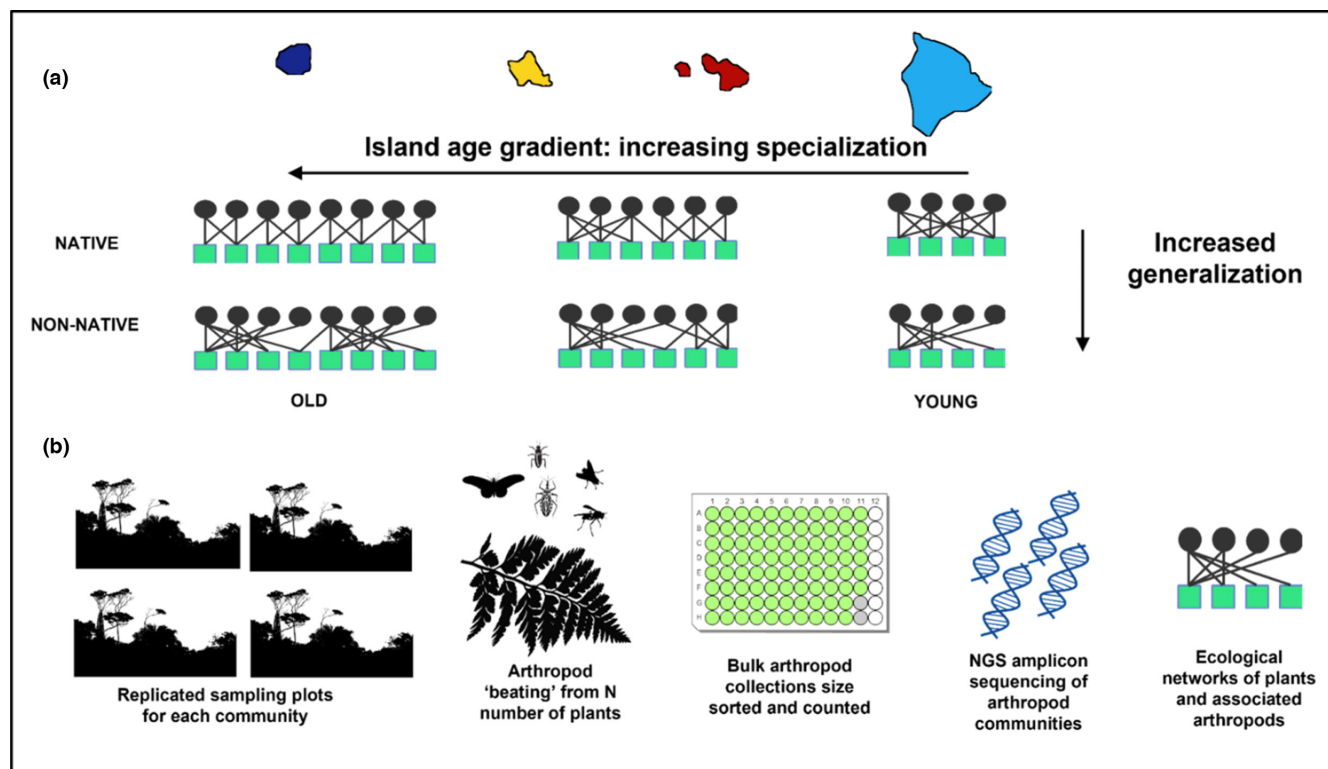 (a)
Island age gradient: increasing specialization
NATIVE
Increased
generalization
NON-NATIVE
OLD
YOUNG
(b)
1 2 3 4 5 6 7 8 9 10 11 12
A
B
C
D
E
F
G
H
Replicated sampling plots
for each community
Arthropod
‘beating’ from N
number of plants
Bulk arthropod
collections size
sorted and counted
NGS amplicon
sequencing of
arthropod
communities
Ecological
networks of plants
and associated
arthropods